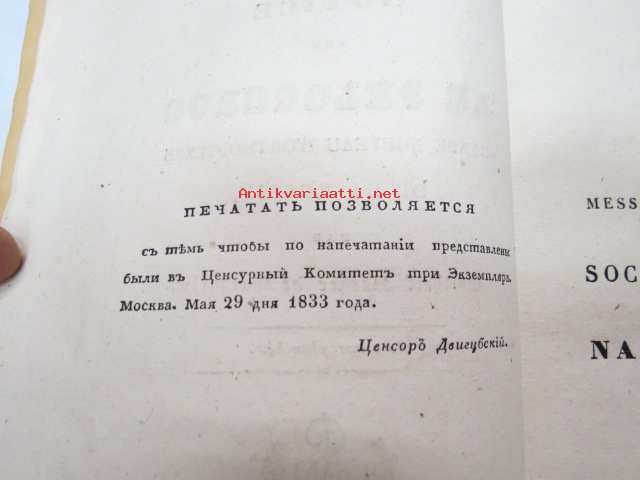 Antikvariaatti.net
ПЕЧАТАТЬ ПОЗВОЛЯЕТСЯ
съ тѣмъ чтобы по напечатаніи представлены
были въ Ценсурный Комитетъ три Экземпляра.
Москва. Мая 29 дня 1833 года.
Ценсоръ Двигубскій.
MESS
SOC
NA